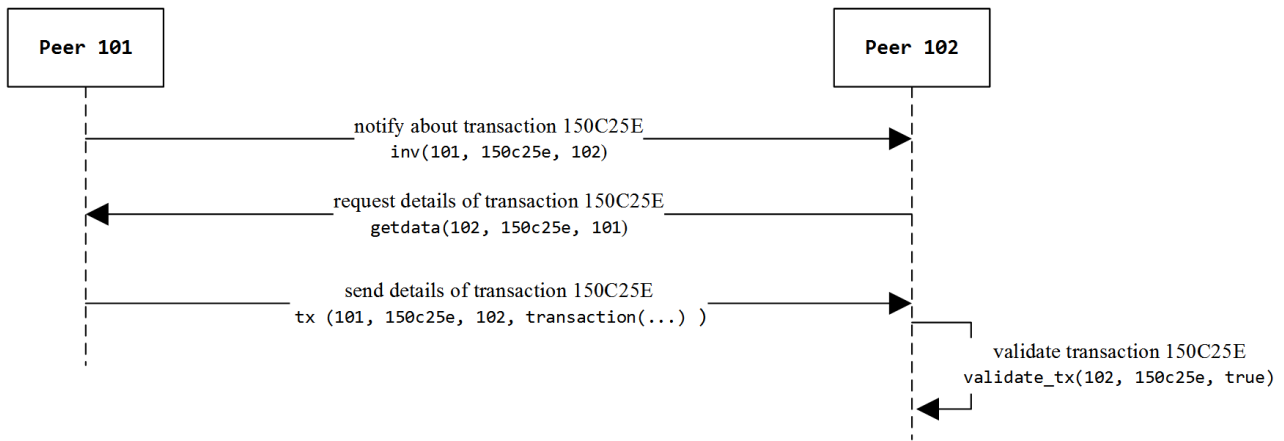 Peer 101
Peer 102
notify about transaction 150C25E
inv(101, 150c25e, 102)
request details of transaction 150C25E
getdata(102, 150c25e, 101)
send details of transaction 150C25E
tx (101, 150c25e, 102, transaction(...) )
validate transaction 150C25E
validate_tx(102, 150c25e, true)